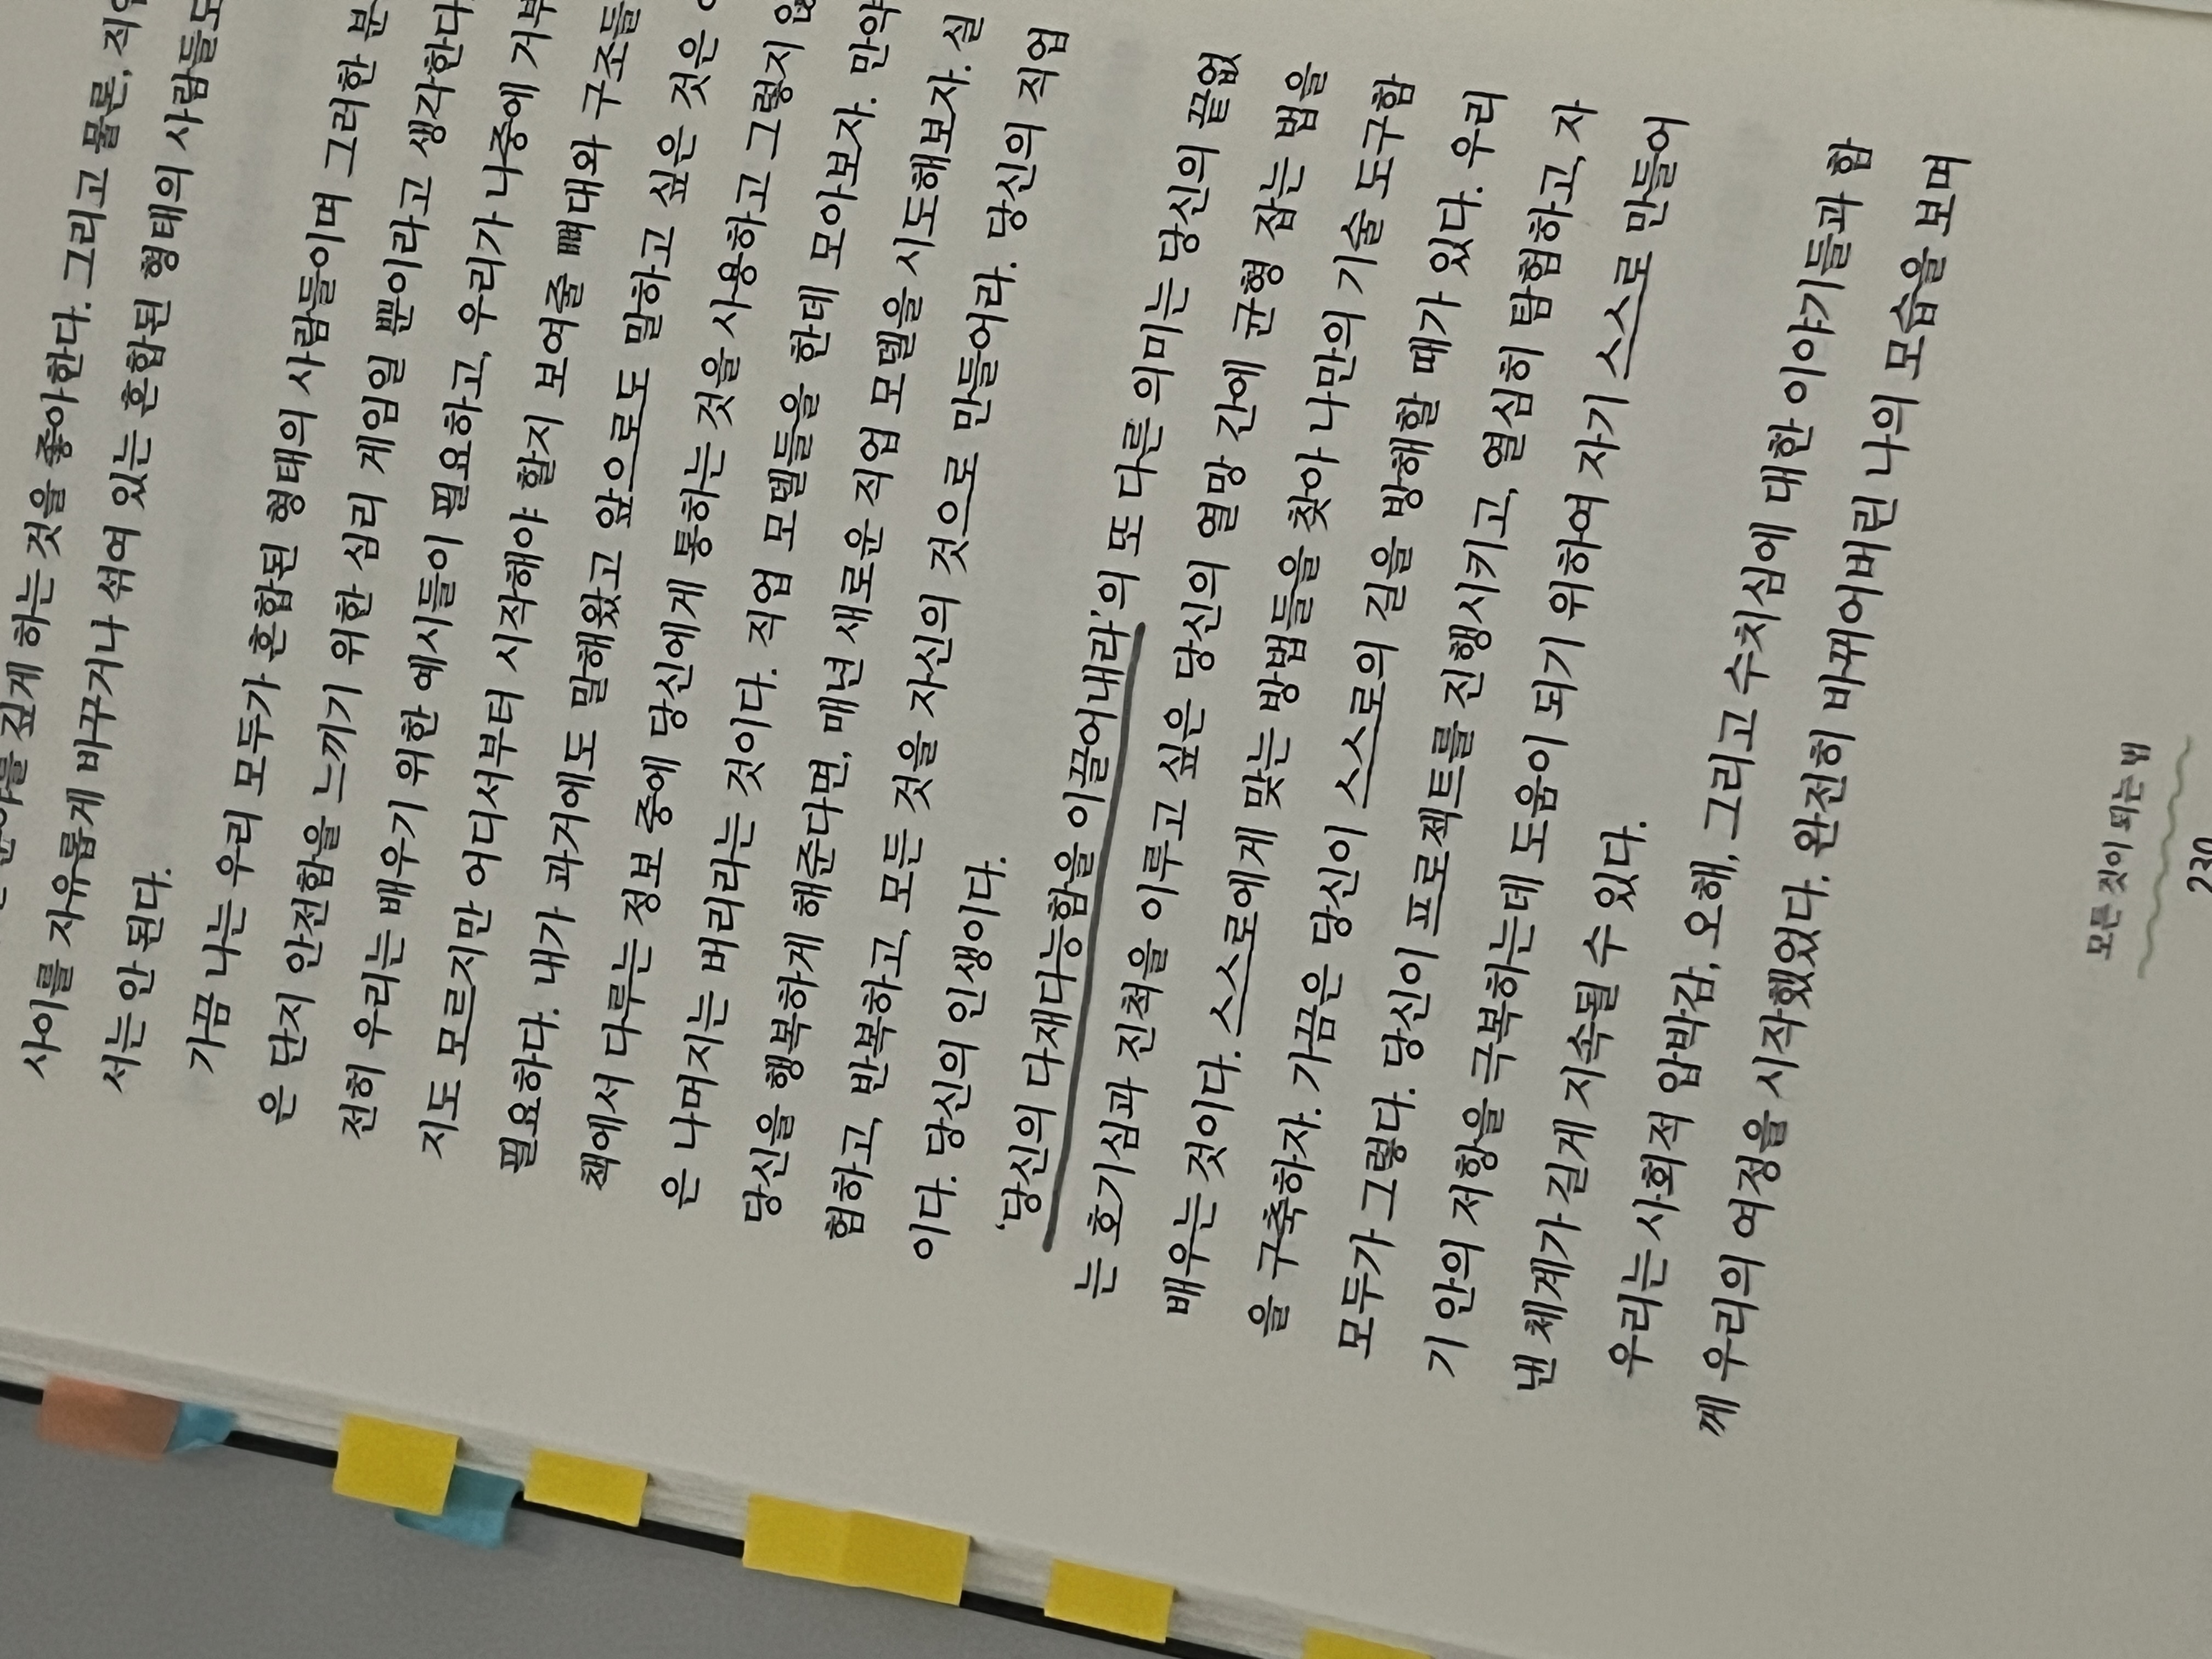 깊게 하는 것을 좋아한다. 그리고 물론,
사이를 자유롭게 바꾸거나 섞여 있는 혼합된 형태의 사람들도
서는 안 된다.
가끔 나는 우리 모두가 혼합된 형태의 사람들이며 그러한 분
은 단지 안전함을 느끼기 위한 심리 게임일 뿐이라고 생각한다.
전히 우리는 배우기 위한 예시들이 필요하고, 우리가 나중에 거부
지도 모르지만 어디서부터 시작해야 할지 보여줄 뼈대와 구조들
필요하다. 내가 과거에도 말해왔고 앞으로도 말하고 싶은 것은
책에서 다루는 정보 중에 당신에게 통하는 것을 사용하고 그렇지 않
은 나머지는 버리라는 것이다. 직업 모델들을 한데 모아보자. 만약
당신을 행복하게 해준다면, 매년 새로운 직업 모델을 시도해보자. 실
험하고, 반복하고, 모든 것을 자신의 것으로 만들어라. 당신의 직업
이다. 당신의 인생이다.
‘당신의 다재다능함을 이끌어내라’의 또 다른 의미는 당신의 끝없
는 호기심과 진척을 이루고 싶은 당신의 열망 간에 균형 잡는 법을
배우는 것이다. 스스로에게 맞는 방법들을 찾아 나만의 기술 도구함
을 구축하자. 가끔은 당신이 스스로의 길을 방해할 때가 있다. 우리
모두가 그렇다. 당신이 프로젝트를 진행시키고, 열심히 탐험하고, 자
기 안의 저항을 극복하는데 도움이 되기 위하여 자기 스스로 만들어
낸 체계가 길게 지속될 수 있다.
우리는 사회적 압박감, 오해, 그리고 수치심에 대한 이야기들과 함
께 우리의 여정을 시작했었다. 완전히 바뀌어버린 나의 모습을 보며
모든 것이 되는 법
230